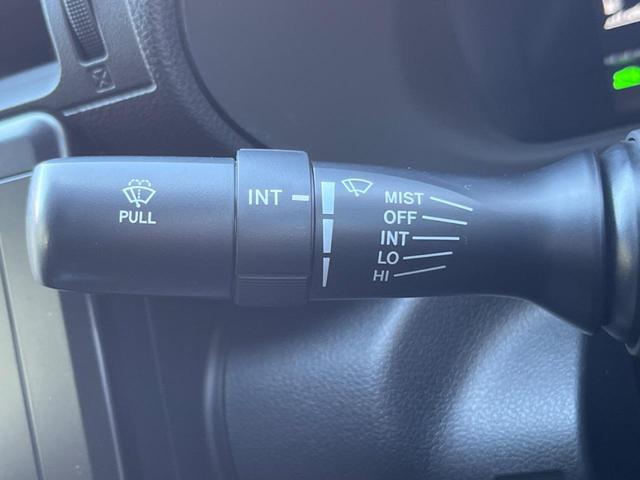 PULL
INT
MIST
OFF
INT
LO
HI